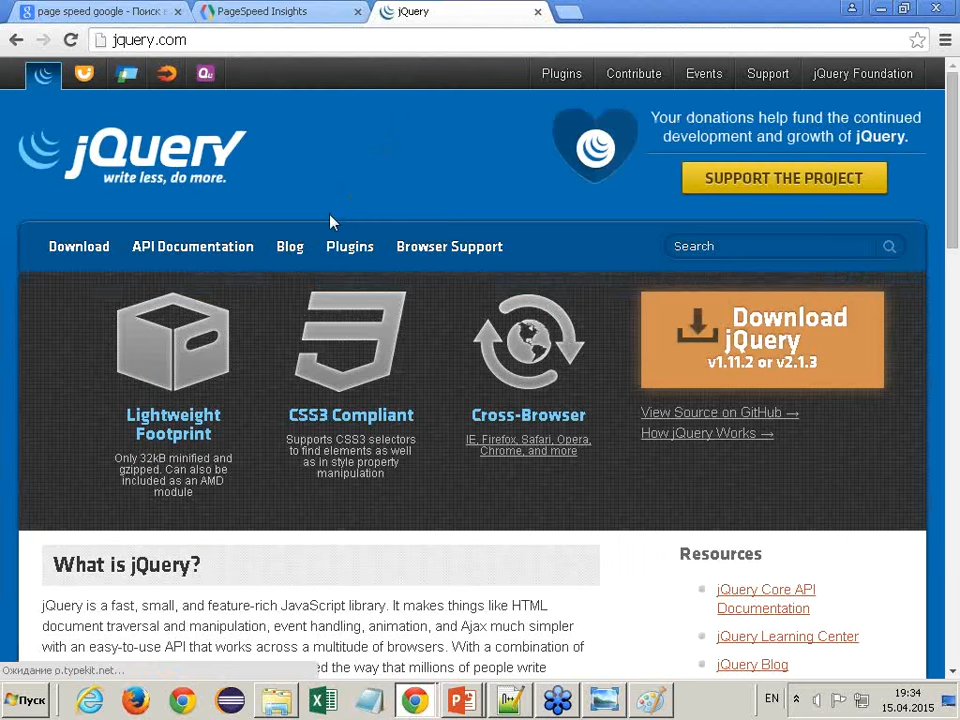 page speed google - Поиск
PageSpeed Insights
jQuery
jquery.com
Plugins
Contribute
Events
Support
jQuery Foundation
jQuery
write less, do more.
Your donations help fund the continued
development and growth of jQuery.
SUPPORT THE PROJECT
Download
API Documentation
Blog
Plugins
Browser Support
Search
Lightweight
Footprint
Only 32kB minified and
gzipped. Can also be
included as an AMD
module
CSS3 Compliant
Supports CSS3 selectors
to find elements as well
as in style property
manipulation
Cross-Browser
IE, Firefox, Safari, Opera,
Chrome, and more
Download
jQuery
v1.11.2 or v2.1.3
View Source on GitHub →
How jQuery Works →
What is jQuery?
jQuery is a fast, small, and feature-rich JavaScript library. It makes things like HTML
document traversal and manipulation, event handling, animation, and Ajax much simpler
with an easy-to-use API that works across a multitude of browsers. With a combination of
ed the way that millions of people write
Resources
jQuery Core API
Documentation
jQuery Learning Center
jQuery Blog
Ожидание p.typekit.net...
Пуск
EN
19:34
15.04.2015